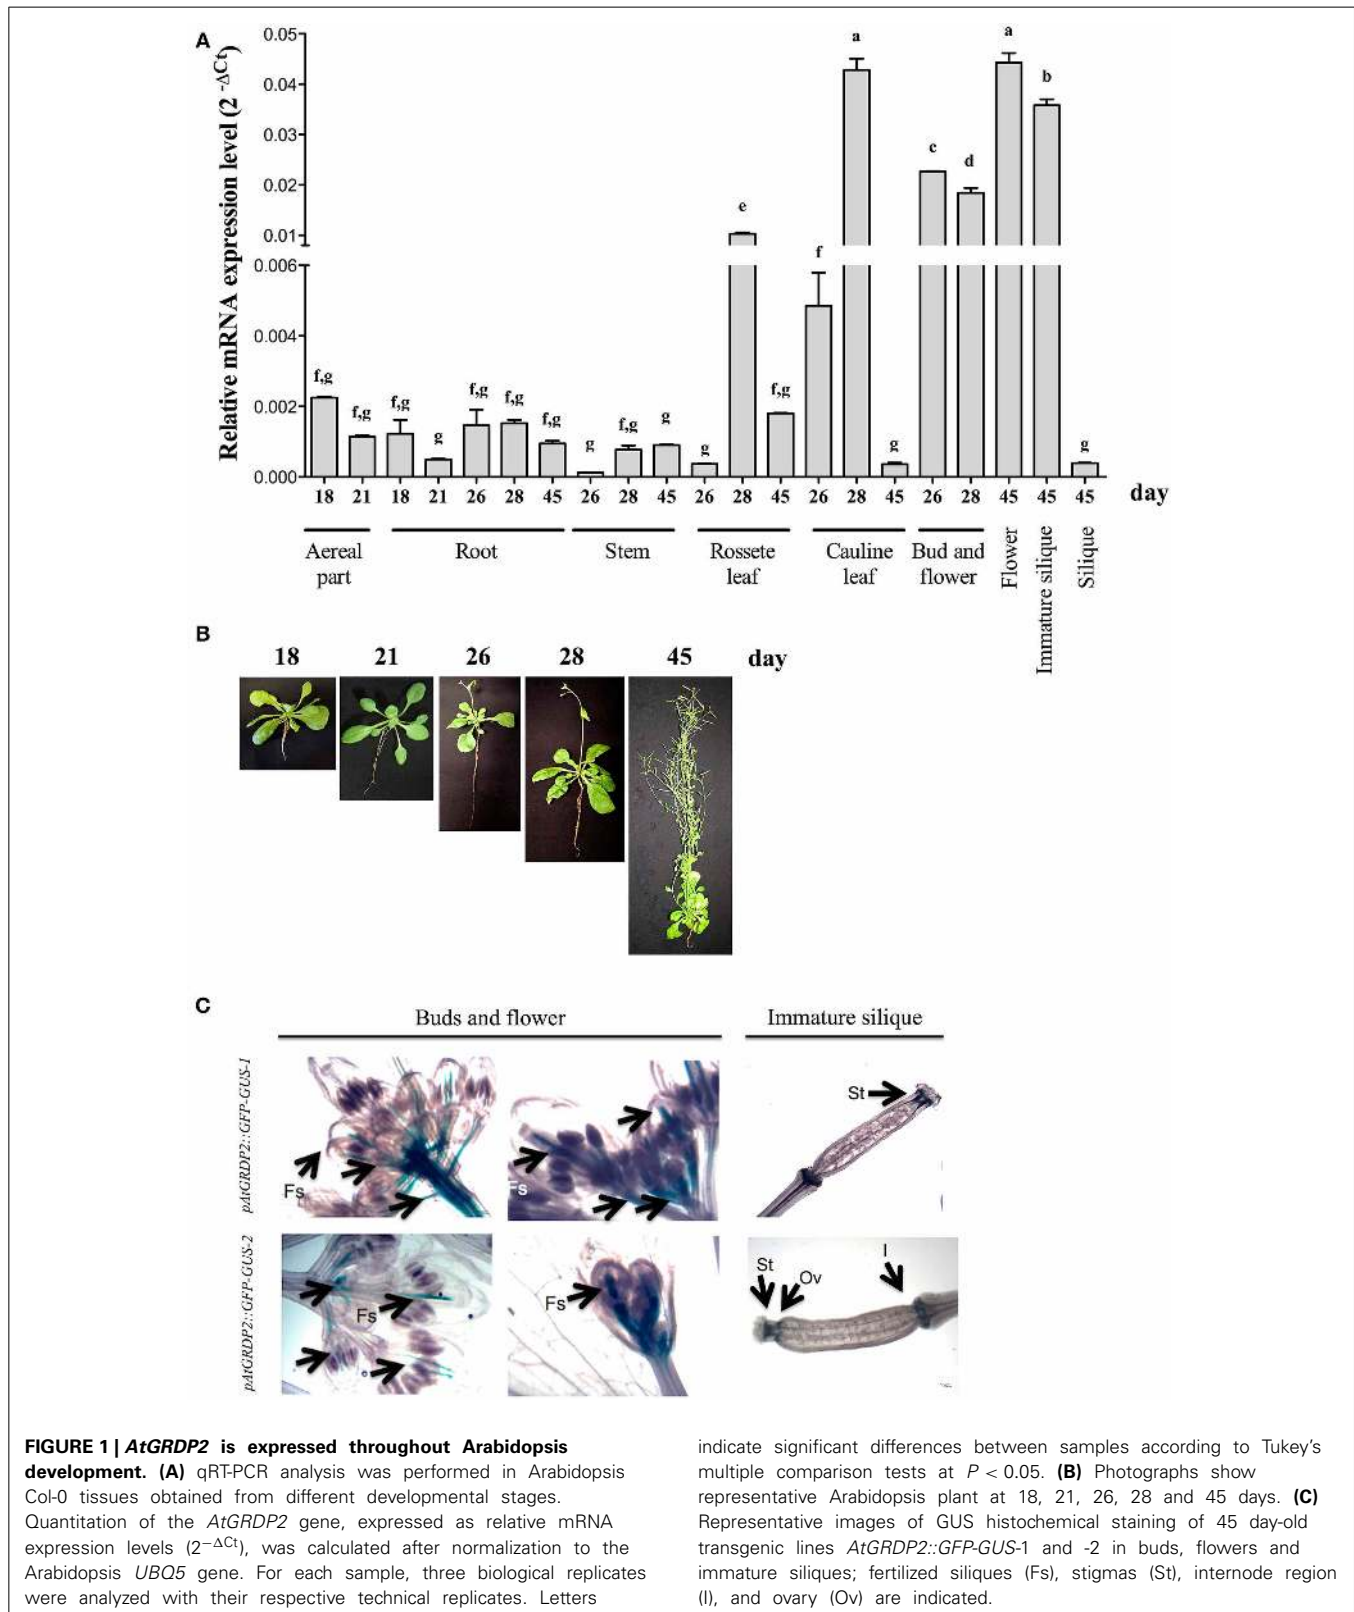 A
Relative mRNA expression level (2 -ΔCt)
0.05
0.04
0.03
0.02
0.01
0.006
0.004
0.002
0.000
f,g f,g f,g g f,g f,g f,g g f,g g g e f,g f a g c d a b g
18 21 18 21 26 28 45 26 28 45 26 28 45 26 28 45 26 28 45 45 45 day
Aereal part
Root
Stem
Rossete leaf
Cauline leaf
Bud and flower
Flower
Immature silique
Silique
B
18 21 26 28 45 day
C
Buds and flower
Immature silique
pAtGRDP2::GFP-GUS-1
Fs
Fs
St
pAtGRDP2::GFP-GUS-2
Fs
Fs
St
Ov
I
FIGURE 1 | AtGRDP2 is expressed throughout Arabidopsis
development. (A) qRT-PCR analysis was performed in Arabidopsis
Col-0 tissues obtained from different developmental stages.
Quantitation of the AtGRDP2 gene, expressed as relative mRNA
expression levels (2−ΔCt), was calculated after normalization to the
Arabidopsis UBQ5 gene. For each sample, three biological replicates
were analyzed with their respective technical replicates. Letters
indicate significant differences between samples according to Tukey's
multiple comparison tests at P < 0.05. (B) Photographs show
representative Arabidopsis plant at 18, 21, 26, 28 and 45 days. (C)
Representative images of GUS histochemical staining of 45 day-old
transgenic lines AtGRDP2::GFP-GUS-1 and -2 in buds, flowers and
immature siliques; fertilized siliques (Fs), stigmas (St), internode region
(I), and ovary (Ov) are indicated.